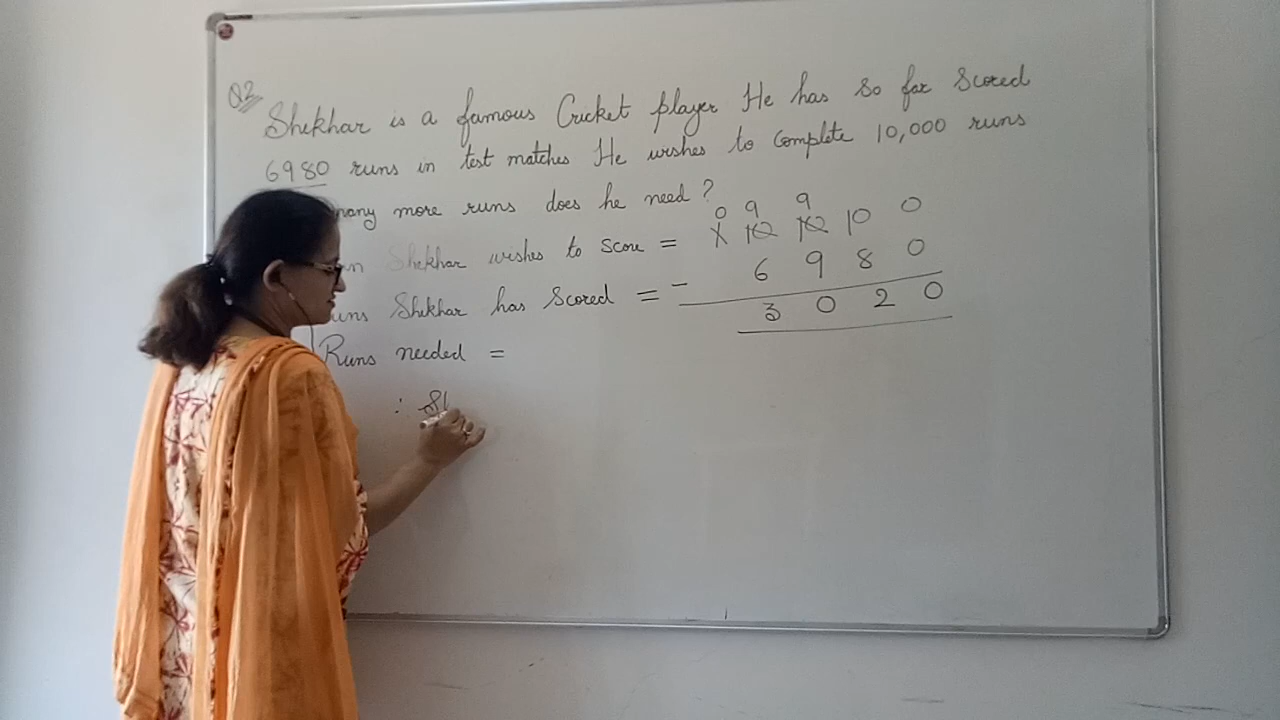 Q2
Shekhar is a famous Cricket player He has so far Scored
6980 runs in test matches He wishes to Complete 10,000 runs
many more runs does he need?
0 9 9
Shekhar wishes to score = 1 10 10 10 0
Shekhar has Scored = - 6 9 8 0
3 0 2 0
Runs needed =
∴ Sh